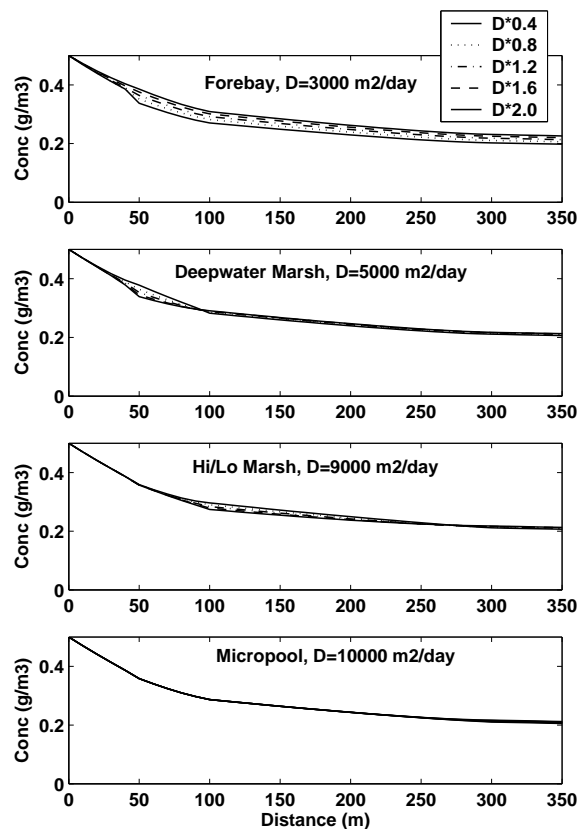 D*0.4
D*0.8
D*1.2
D*1.6
D*2.0
Forebay, D=3000 m2/day
Conc (g/m3)
0.4
0.2
0
0 50 100 150 200 250 300 350
Deepwater Marsh, D=5000 m2/day
Conc (g/m3)
0.4
0.2
0
0 50 100 150 200 250 300 350
Hi/Lo Marsh, D=9000 m2/day
Conc (g/m3)
0.4
0.2
0
0 50 100 150 200 250 300 350
Micropool, D=10000 m2/day
Conc (g/m3)
0.4
0.2
0
0 50 100 150 200 250 300 350
Distance (m)